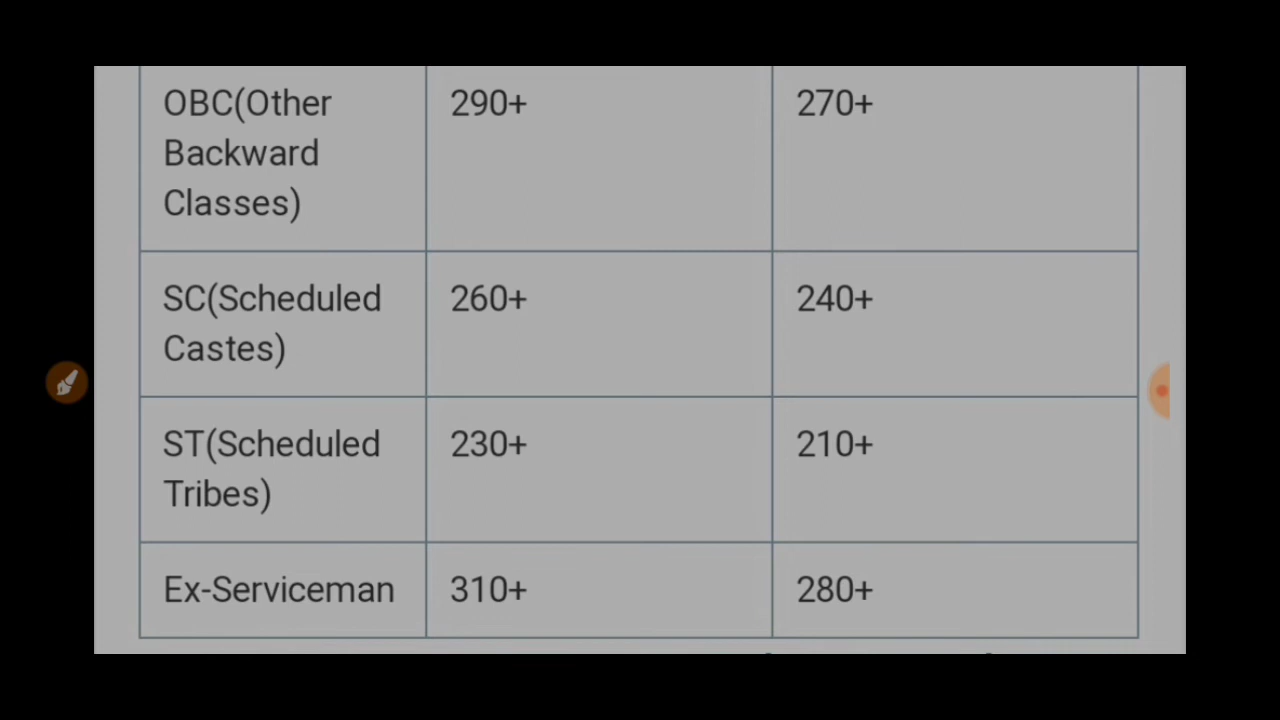 OBC(Other 290+ 270+
Backward
Classes)
SC(Scheduled 260+ 240+
Castes)
ST(Scheduled 230+ 210+
Tribes)
Ex-Serviceman 310+ 280+